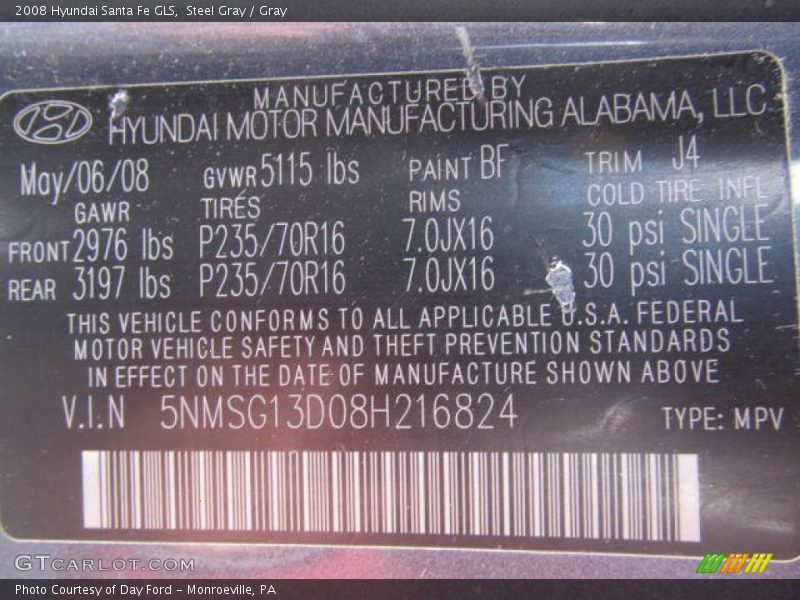 2008 Hyundai Santa Fe GLS, Steel Gray / Gray
MANUFACTURED BY
HYUNDAI MOTOR MANUFACTURING ALABAMA, LLC
May/06/08 GVWR 5115 lbs PAINT BF TRIM J4
GAWR TIRES RIMS COLD TIRE INFL
FRONT 2976 lbs P235/70R16 7.0JX16 30 psi SINGLE
REAR 3197 lbs P235/70R16 7.0JX16 30 psi SINGLE
THIS VEHICLE CONFORMS TO ALL APPLICABLE U.S.A. FEDERAL
MOTOR VEHICLE SAFETY AND THEFT PREVENTION STANDARDS
IN EFFECT ON THE DATE OF MANUFACTURE SHOWN ABOVE
V.I.N 5NMSG13D08H216824 TYPE: MPV
GTCARLOT.COM
Photo Courtesy of Day Ford - Monroeville, PA